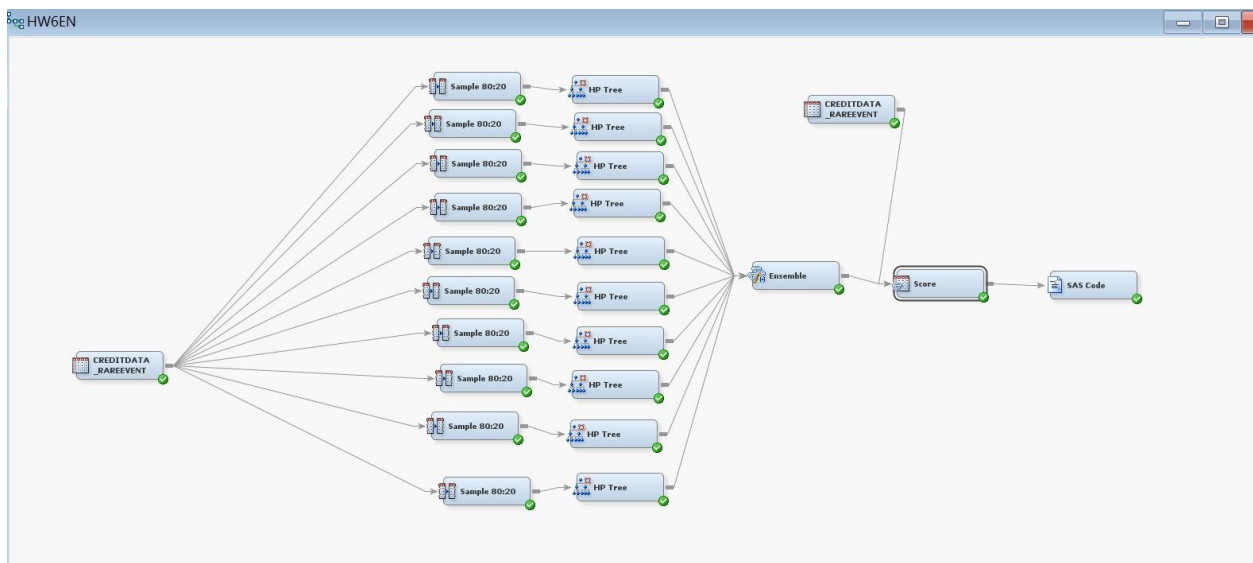 HW6EN
Sample 80:20
HP Tree
Sample 80:20
HP Tree
Sample 80:20
HP Tree
Sample 80:20
HP Tree
Sample 80:20
HP Tree
Sample 80:20
HP Tree
Sample 80:20
HP Tree
Sample 80:20
HP Tree
Sample 80:20
HP Tree
Sample 80:20
HP Tree
CREDITDATA
_RAREEVENT
CREDITDATA
_RAREEVENT
Ensemble
Score
SAS Code